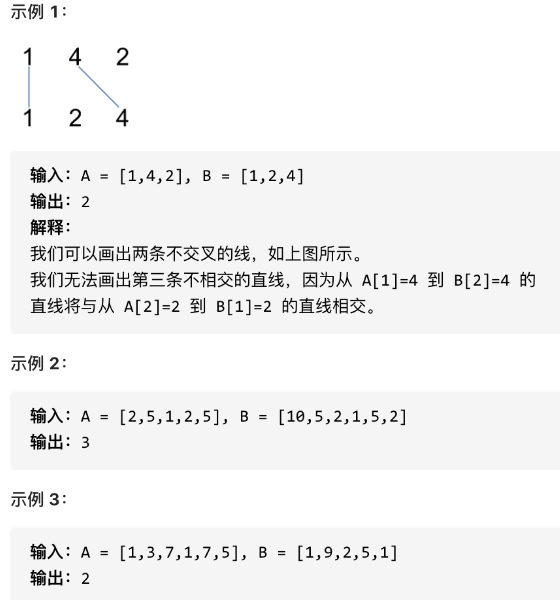 示例 1：
1 4 2
1 2 4
输入：A = [1,4,2], B = [1,2,4]
输出：2
解释：
我们可以画出两条不交叉的线，如上图所示。
我们无法画出第三条不相交的直线，因为从 A[1]=4 到 B[2]=4 的
直线将与从 A[2]=2 到 B[1]=2 的直线相交。
示例 2：
输入：A = [2,5,1,2,5], B = [10,5,2,1,5,2]
输出：3
示例 3：
输入：A = [1,3,7,1,7,5], B = [1,9,2,5,1]
输出：2